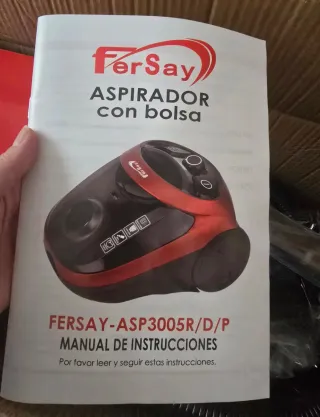 FerSay
ASPIRADOR
con bolsa
FERSAY-ASP3005R/D/P
MANUAL DE INSTRUCCIONES
Por favor leer y seguir estas instrucciones.